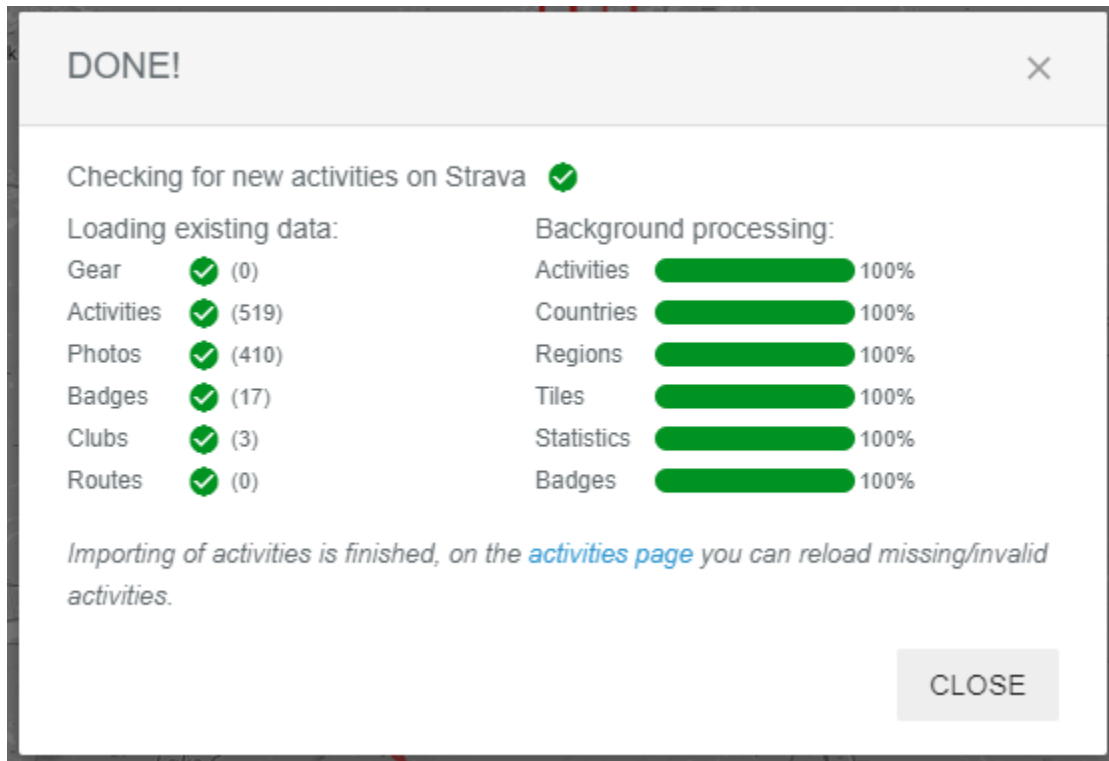 DONE!
Checking for new activities on Strava
Loading existing data:
Gear (0)
Activities (519)
Photos (410)
Badges (17)
Clubs (3)
Routes (0)
Background processing:
Activities 100%
Countries 100%
Regions 100%
Tiles 100%
Statistics 100%
Badges 100%
Importing of activities is finished, on the activities page you can reload missing/invalid
activities.
CLOSE